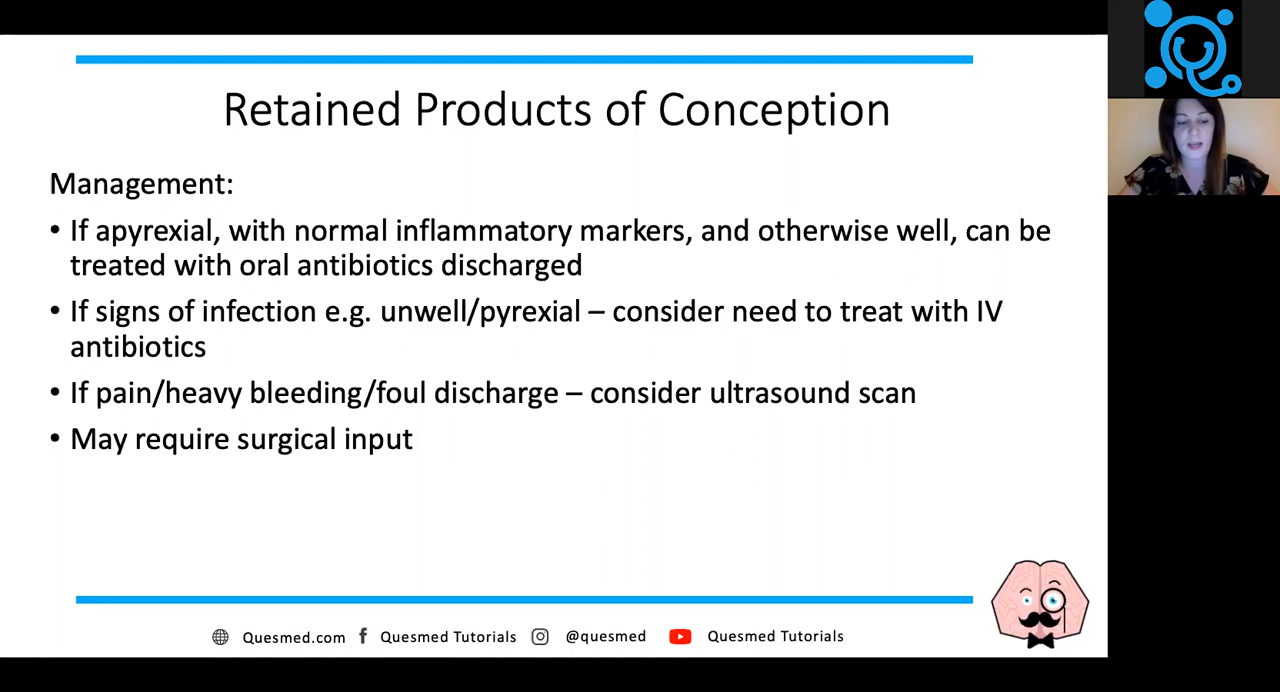 Retained Products of Conception
Management:
• If apyrexial, with normal inflammatory markers, and otherwise well, can be
treated with oral antibiotics discharged
• If signs of infection e.g. unwell/pyrexial – consider need to treat with IV
antibiotics
• If pain/heavy bleeding/foul discharge – consider ultrasound scan
• May require surgical input
Quesmed.com Quesmed Tutorials @quesmed Quesmed Tutorials